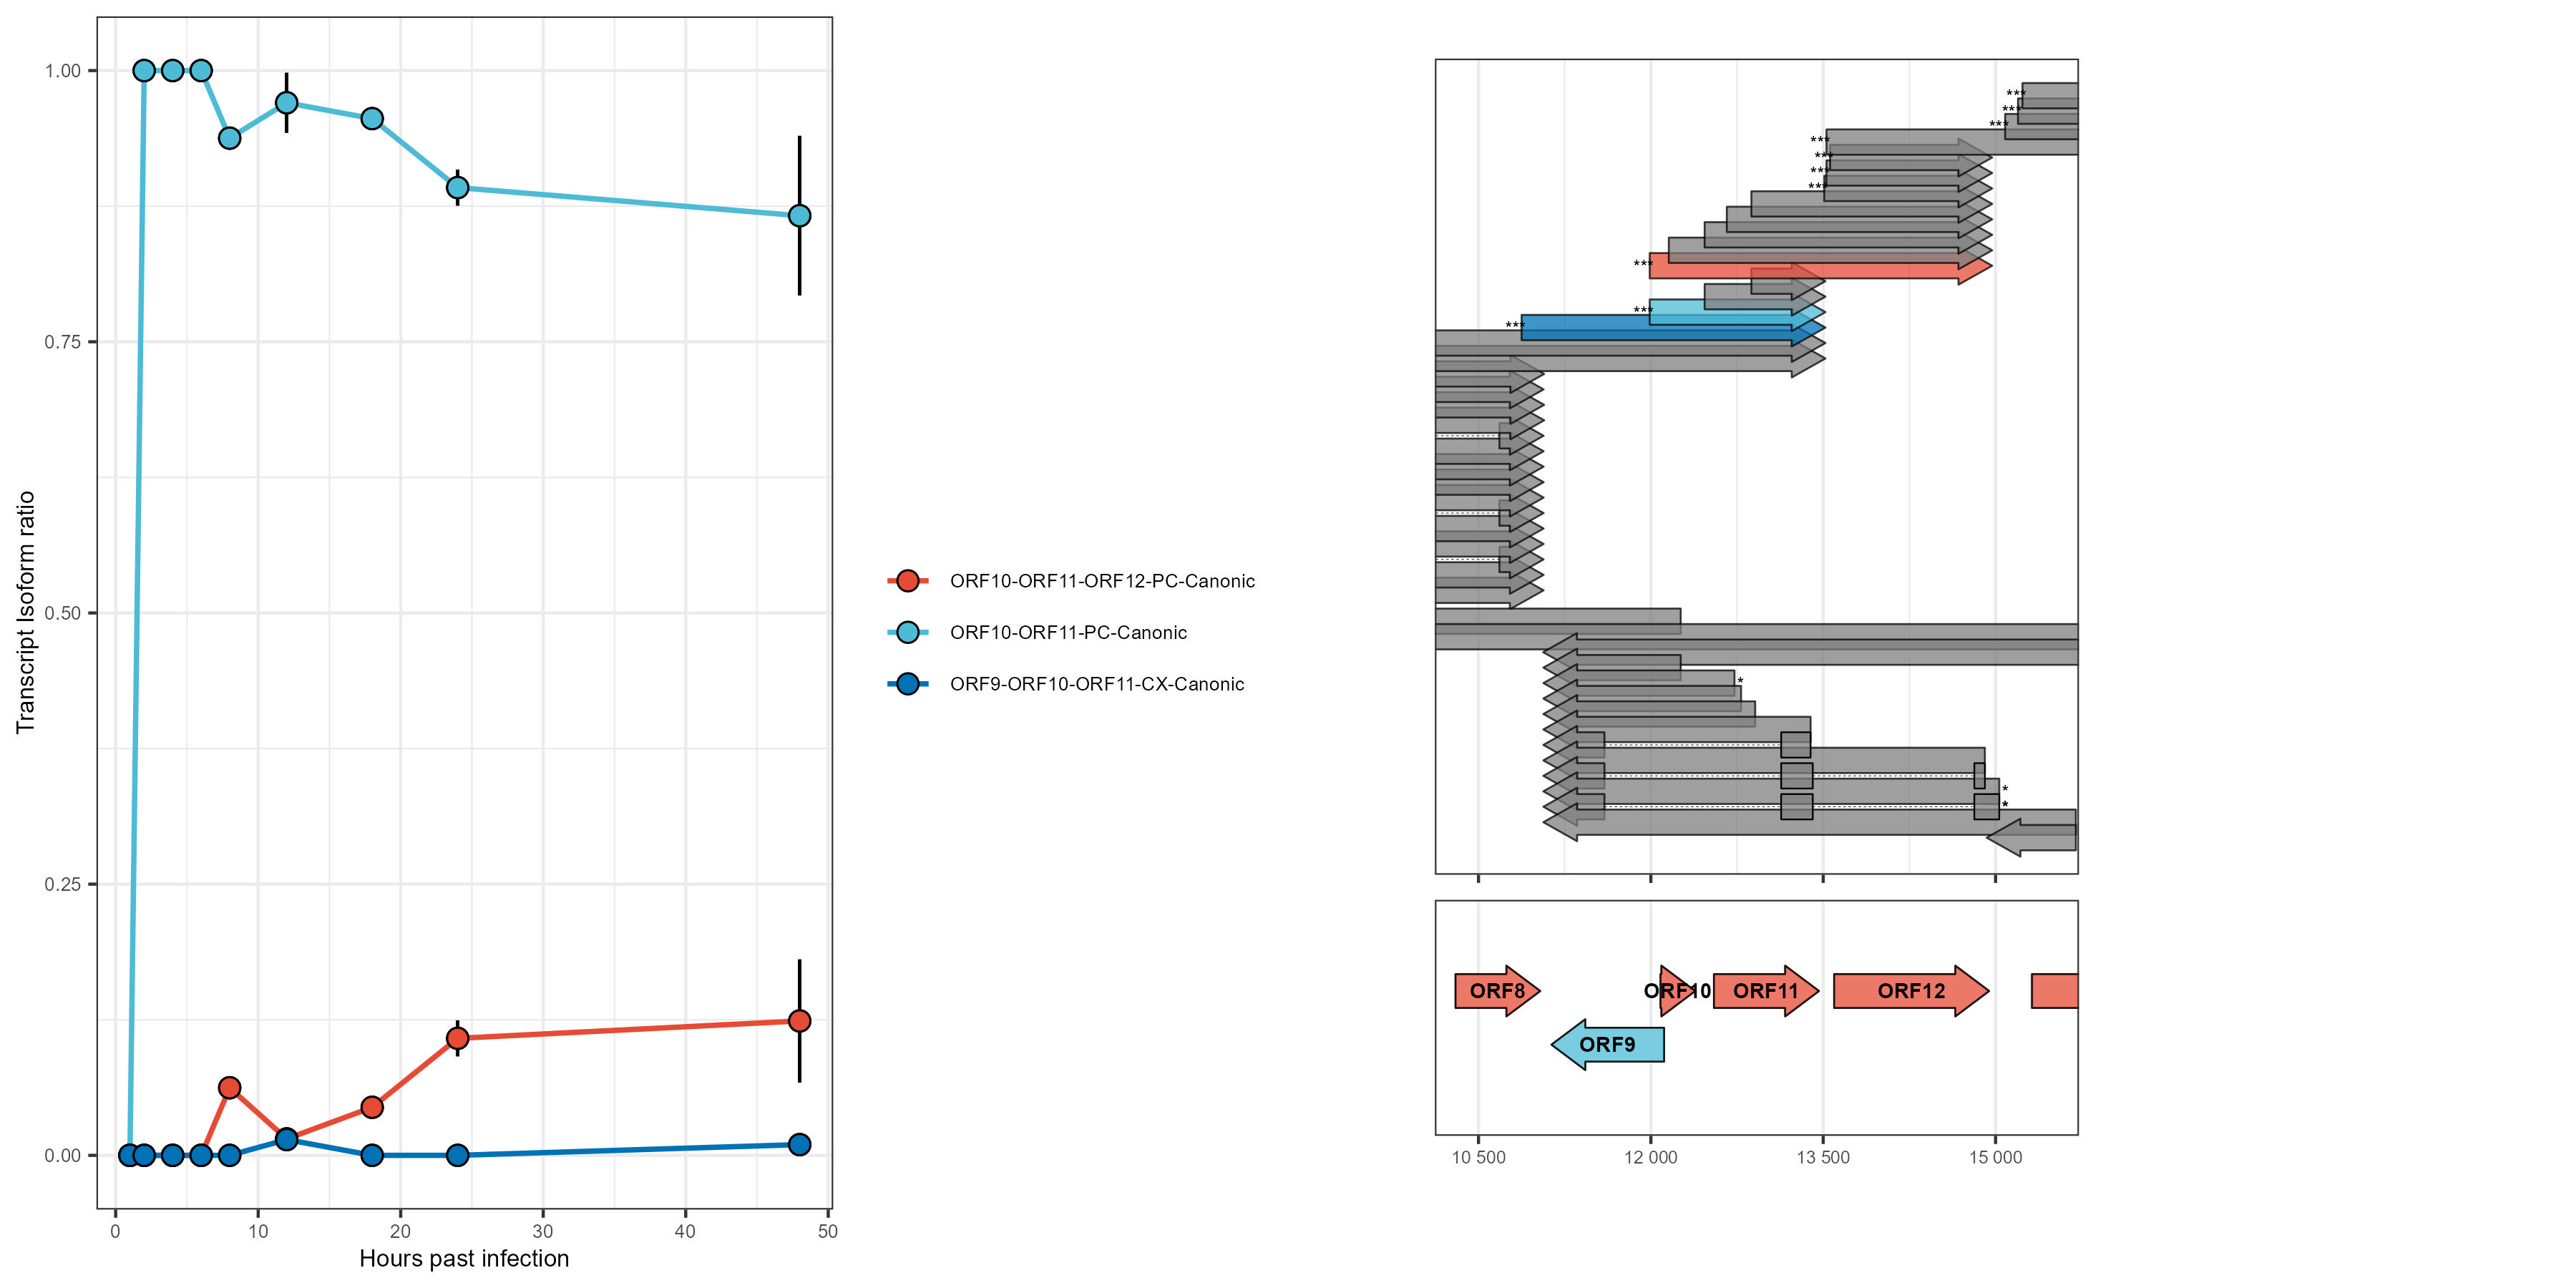 1.00
0.75
0.50
0.25
0.00
Transcript Isoform ratio
0 10 20 30 40 50
Hours past infection
ORF10-ORF11-ORF12-PC-Canonic
ORF10-ORF11-PC-Canonic
ORF9-ORF10-ORF11-CX-Canonic
***
***
***
***
***
***
***
***
***
***
*
*
*
ORF8 ORF10 ORF11 ORF12
ORF9
10 500 12 000 13 500 15 000